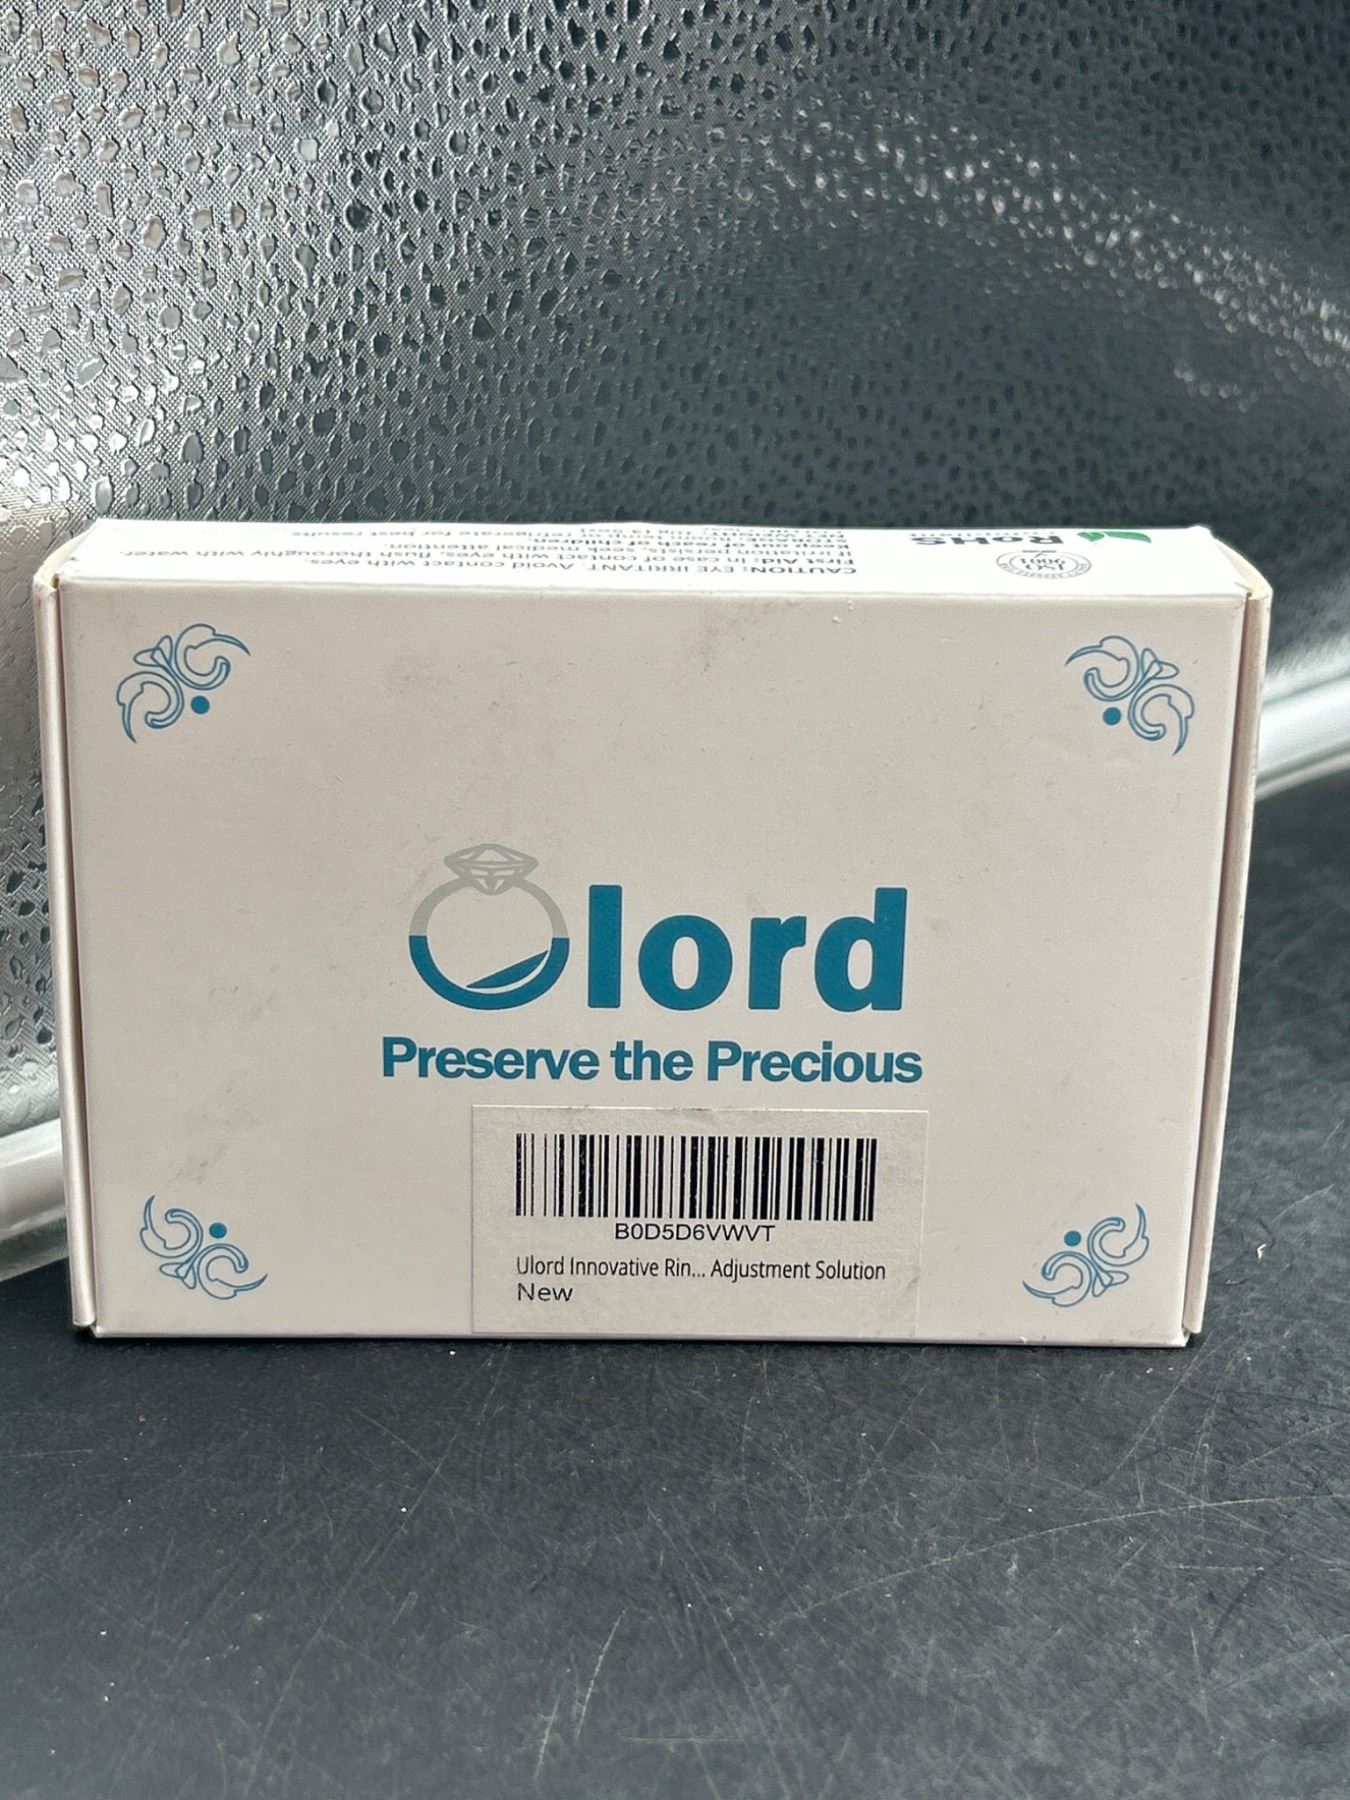 CAUTION: EYE IRRITANT. Avoid contact with eyes.
First Aid: In case of contact with eyes, flush thoroughly with water.
If irritation persists, seek medical attention.
Keep out of reach of children.
ISO
9001
RoHS
Ulord
Preserve the Precious
B0D5D6VWVT
Ulord Innovative Rin... Adjustment Solution
New